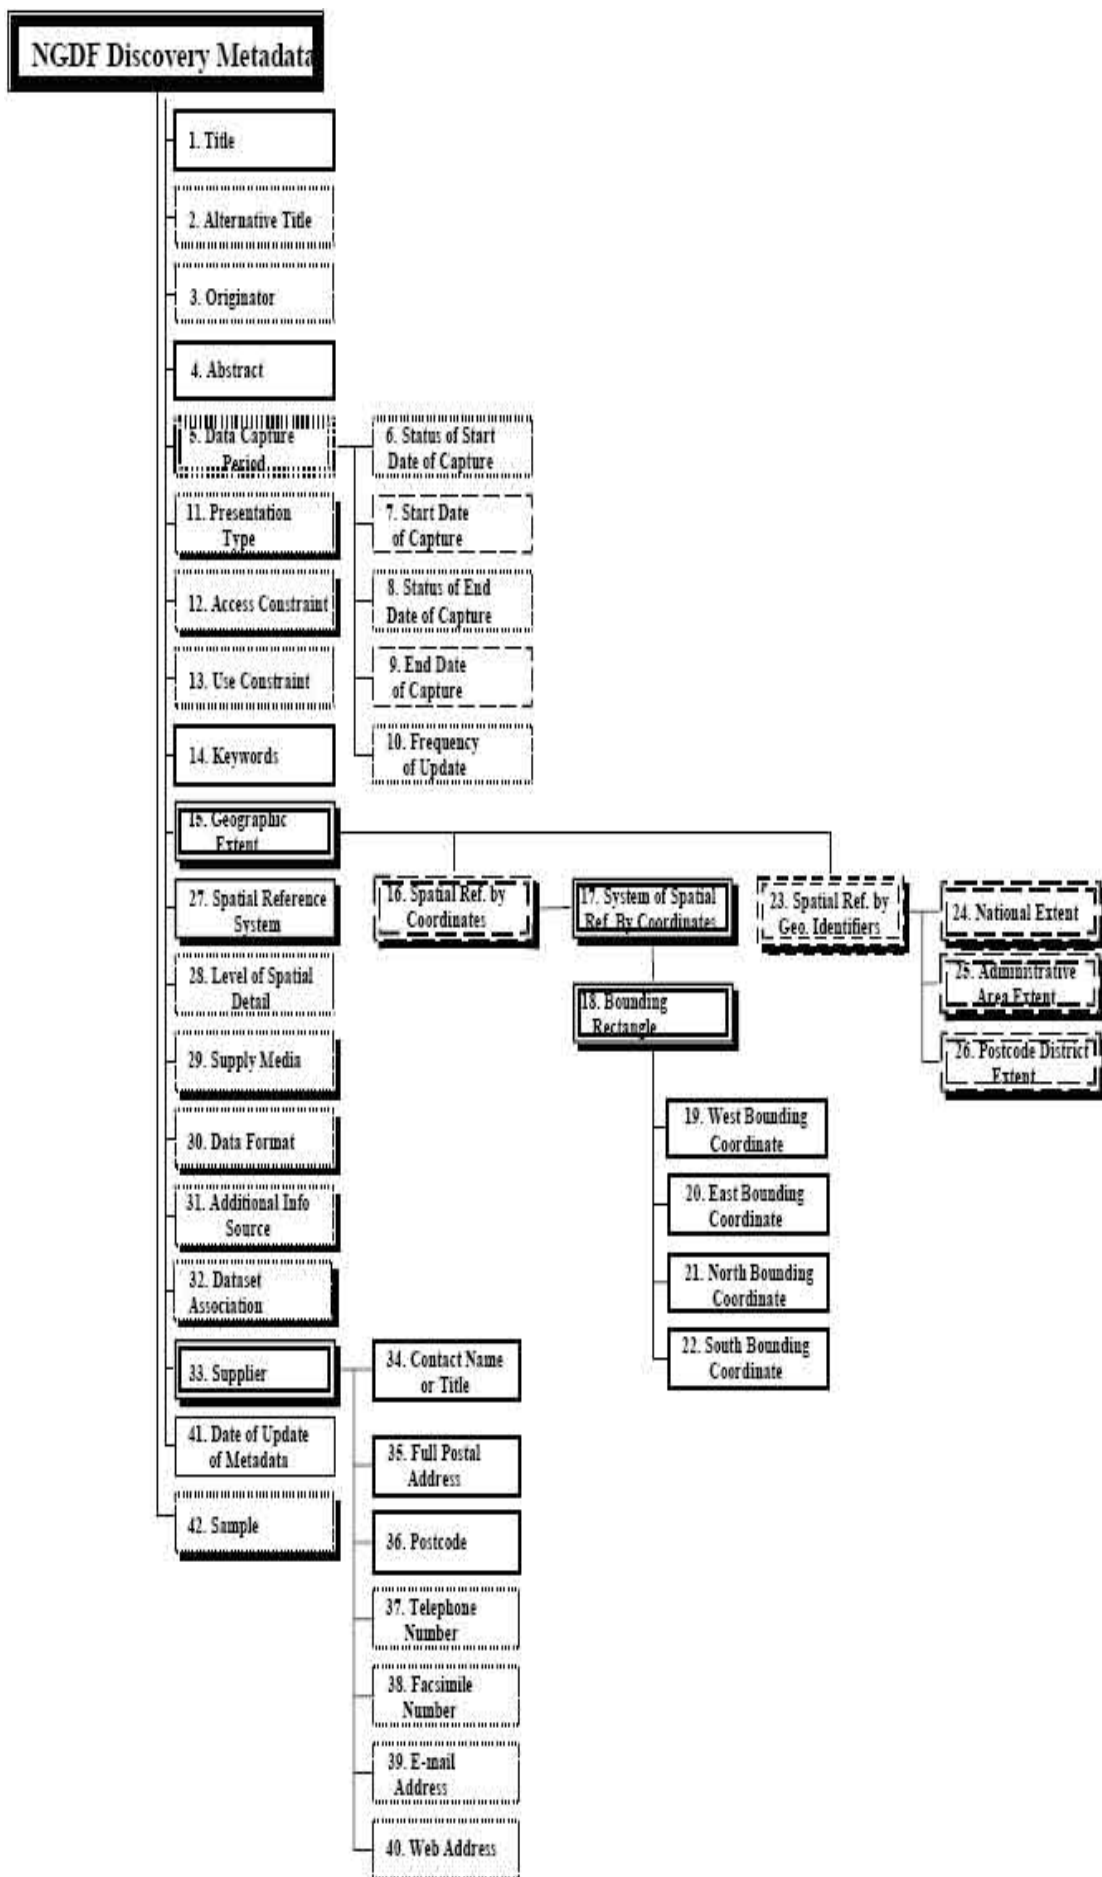 NGDF Discovery Metadata
1. Title
2. Alternative Title
3. Originator
4. Abstract
5. Data Capture
Period
6. Status of Start
Date of Capture
7. Start Date
of Capture
8. Status of End
Date of Capture
9. End Date
of Capture
10. Frequency
of Update
11. Presentation
Type
12. Access Constraint
13. Use Constraint
14. Keywords
15. Geographic
Extent
16. Spatial Ref. by
Coordinates
17. System of Spatial
Ref. By Coordinates
18. Bounding
Rectangle
19. West Bounding
Coordinate
20. East Bounding
Coordinate
21. North Bounding
Coordinate
22. South Bounding
Coordinate
23. Spatial Ref. by
Geo. Identifiers
24. National Extent
25. Administrative
Area Extent
26. Postcode District
Extent
27. Spatial Reference
System
28. Level of Spatial
Detail
29. Supply Media
30. Data Format
31. Additional Info
Source
32. Dataset
Association
33. Supplier
34. Contact Name
or Title
35. Full Postal
Address
36. Postcode
37. Telephone
Number
38. Facsimile
Number
39. E-mail
Address
40. Web Address
41. Date of Update
of Metadata
42. Sample